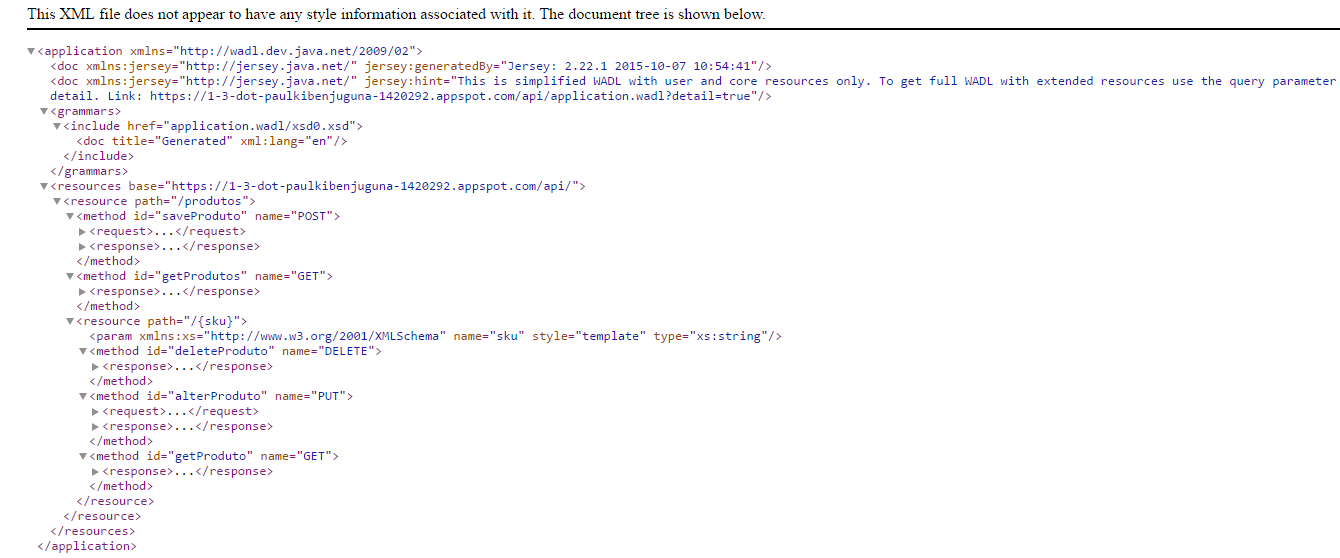 This XML file does not appear to have any style information associated with it. The document tree is shown below.
▼<application xmlns="http://wadl.dev.java.net/2009/02">
<doc xmlns:jersey="http://jersey.java.net/" jersey:generatedBy="Jersey: 2.22.1 2015-10-07 10:54:41"/>
<doc xmlns:jersey="http://jersey.java.net/" jersey:hint="This is simplified WADL with user and core resources only. To get full WADL with extended resources use the query parameter
detail. Link: https://1-3-dot-paulkibenjuguna-1420292.appspot.com/api/application.wadl?detail=true"/>
▼<grammars>
▼<include href="application.wadl/xsd0.xsd">
<doc title="Generated" xml:lang="en"/>
</include>
</grammars>
▼<resources base="https://1-3-dot-paulkibenjuguna-1420292.appspot.com/api/">
▼<resource path="/produtos">
▼<method id="saveProduto" name="POST">
▶<request>...</request>
▶<response>...</response>
</method>
▼<method id="getProdutos" name="GET">
▶<response>...</response>
</method>
▼<resource path="/{sku}">
<param xmlns:xs="http://www.w3.org/2001/XMLSchema" name="sku" style="template" type="xs:string"/>
▼<method id="deleteProduto" name="DELETE">
▶<response>...</response>
</method>
▼<method id="alterProduto" name="PUT">
▶<request>...</request>
▶<response>...</response>
</method>
▼<method id="getProduto" name="GET">
▶<response>...</response>
</method>
</resource>
</resource>
</resources>
</application>